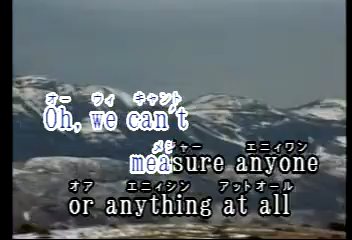 オー ウィ キャント
Oh, we can't
メジャー エニィワン
measure anyone
オア エニィシン アットオール
or anything at all